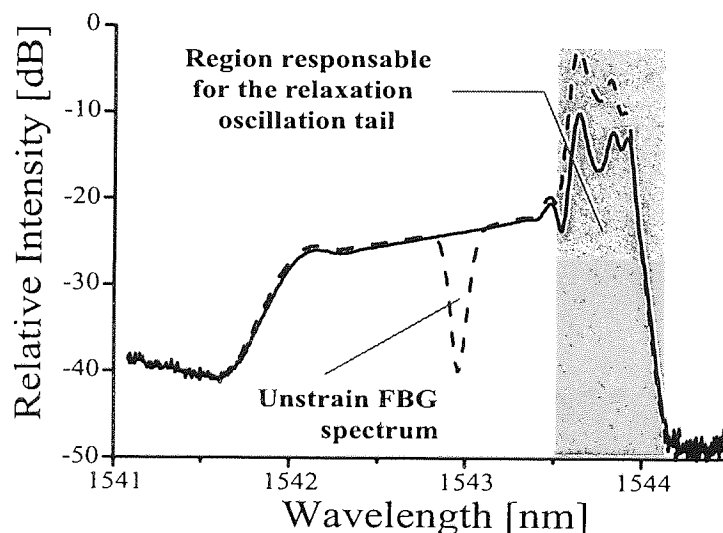 0
Region responsable
for the relaxation
oscillation tail
-10
-20
-30
-40
-50
Relative Intensity [dB]
Unstrain FBG
spectrum
1541
1542
1543
1544
Wavelength [nm]